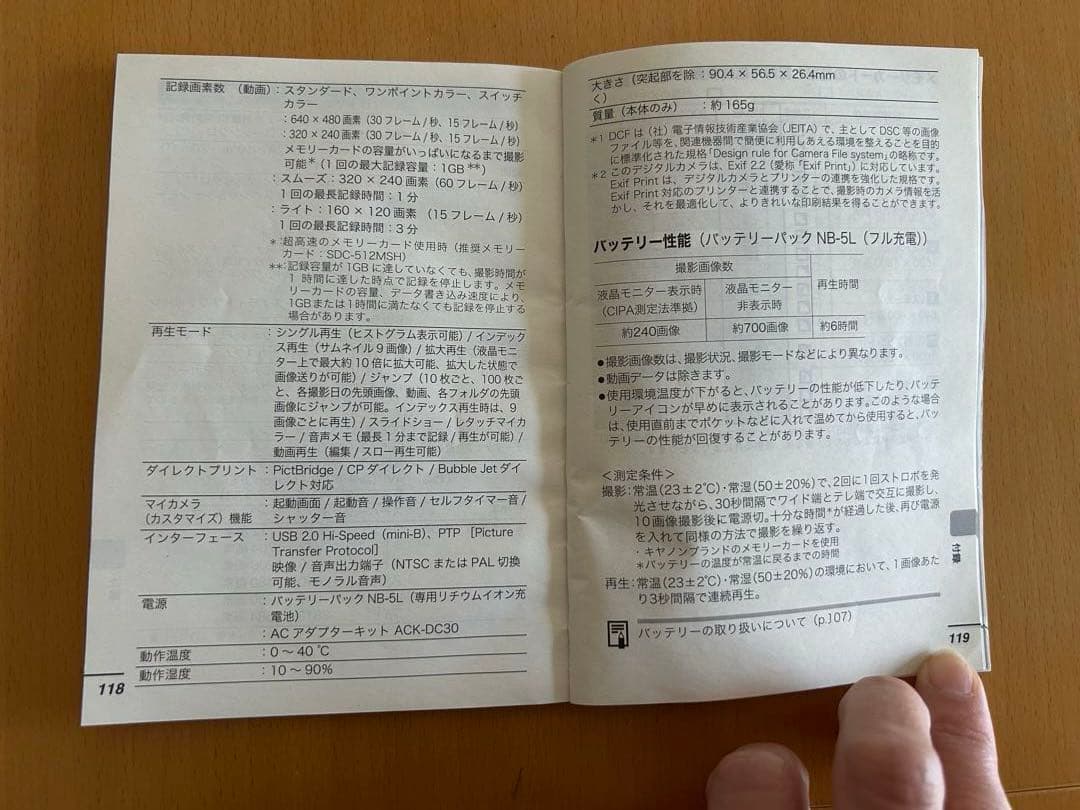 記録画素数 (動画) : スタンダード、ワンポイントカラー、スイッチ
カラー
: 640 × 480 画素 (30 フレーム / 秒、15 フレーム / 秒)
: 320 × 240 画素 (30 フレーム / 秒、15 フレーム / 秒)
メモリーカードの容量がいっぱいになるまで撮影
可能* (1 回の最大記録容量:1GB**)
: スムーズ:320 × 240 画素 (60 フレーム / 秒)
1 回の最長記録時間:1 分
: ライト:160 × 120 画素 (15 フレーム / 秒)
1 回の最長記録時間:3 分
*:超高速のメモリーカード使用時 (推奨メモリー
カード:SDC-512MSH)
**:記録容量が 1GB に達していなくても、撮影時間が
1 時間に達した時点で記録を停止します。メモ
リーカードの容量、データ書き込み速度により、
1GBまたは 1 時間に満たなくても記録を停止する
場合があります。
再生モード : シングル再生 (ヒストグラム表示可能) / インデック
ス再生 (サムネイル 9 画像) / 拡大再生 (液晶モニ
ター上で最大約 10 倍に拡大可能、拡大した状態で
画像送りが可能) / ジャンプ (10 枚ごと、100 枚ご
と、各撮影日の先頭画像、動画、各フォルダの先頭
画像にジャンプが可能。インデックス再生時は、9
画像ごとに再生) / スライドショー / レタッチマイカ
ラー / 音声メモ (最長 1 分まで記録 / 再生が可能) /
動画再生 (編集 / スロー再生可能)
ダイレクトプリント : PictBridge / CP ダイレクト / Bubble Jet ダイ
レクト対応
マイカメラ : 起動画面 / 起動音 / 操作音 / セルフタイマー音 /
(カスタマイズ) 機能 シャッター音
インターフェース : USB 2.0 Hi-Speed (mini-B)、PTP [Picture
Transfer Protocol]
映像 / 音声出力端子 (NTSC または PAL 切換
可能、モノラル音声)
電源 : バッテリーパック NB-5L (専用リチウムイオン充
電池)
: AC アダプターキット ACK-DC30
動作温度 : 0 ~ 40 ℃
動作湿度 : 10 ~ 90%
118
大きさ (突起部を除 : 90.4 × 56.5 × 26.4mm
く)
質量 (本体のみ) : 約 165g
*1 DCF は (社) 電子情報技術産業協会 (JEITA) で、主として DSC 等の画像
ファイル等を、関連機器間で簡便に利用しあえる環境を整えることを目的
に標準化された規格「Design rule for Camera File system」の略称です。
*2 このデジタルカメラは、Exif 2.2 (愛称「Exif Print」) に対応しています。
Exif Print は、デジタルカメラとプリンターの連携を強化した規格です。
Exif Print 対応のプリンターと連携することで、撮影時のカメラ情報を活
かし、それを最適化して、よりきれいな印刷結果を得ることができます。
バッテリー性能 (バッテリーパック NB-5L (フル充電))
撮影画像数
再生時間
液晶モニター表示時 液晶モニター
(CIPA測定法準拠) 非表示時
約240画像 約700画像 約6時間
●撮影画像数は、撮影状況、撮影モードなどにより異なります。
●動画データは除きます。
●使用環境温度が下がると、バッテリーの性能が低下したり、バッテ
リーアイコンが早めに表示されることがあります。このような場合
は、使用直前までポケットなどに入れて温めてから使用すると、バッ
テリーの性能が回復することがあります。
<測定条件>
撮影:常温(23±2℃)・常湿(50±20%)で、2回に1回ストロボを発
光させながら、30秒間隔でワイド端とテレ端で交互に撮影し、
10画像撮影後に電源切。十分な時間*が経過した後、再び電源
を入れて同様の方法で撮影を繰り返す。
・キヤノンブランドのメモリーカードを使用
*バッテリーの温度が常温に戻るまでの時間
再生:常温(23±2℃)・常湿(50±20%)の環境において、1画像あた
り3秒間隔で連続再生。
バッテリーの取り扱いについて (p.107)
付録
119